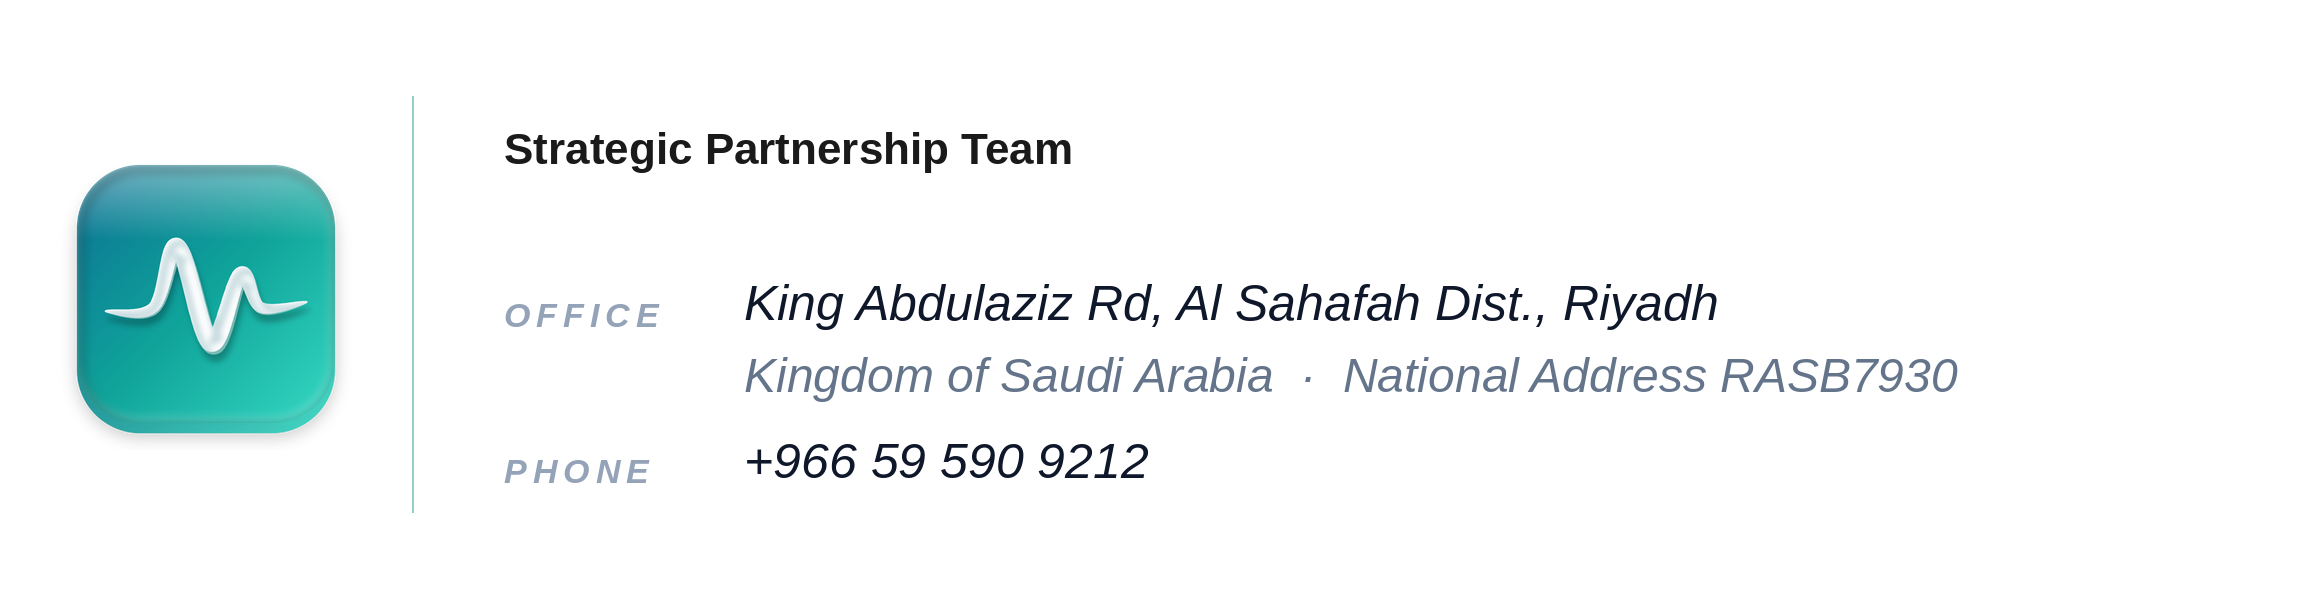 Strategic Partnership Team
OFFICE King Abdulaziz Rd, Al Sahafah Dist., Riyadh
Kingdom of Saudi Arabia · National Address RASB7930
PHONE +966 59 590 9212